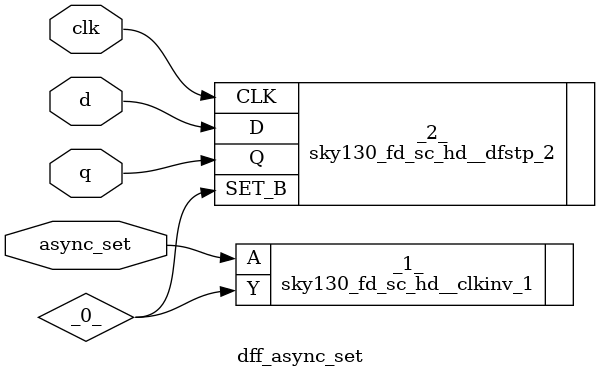 clk
d
q
async_set
_0_
CLK
D
Q
SET_B
_2_
sky130_fd_sc_hd__dfstp_2
A
Y
_1_
sky130_fd_sc_hd__clkinv_1
dff_async_set